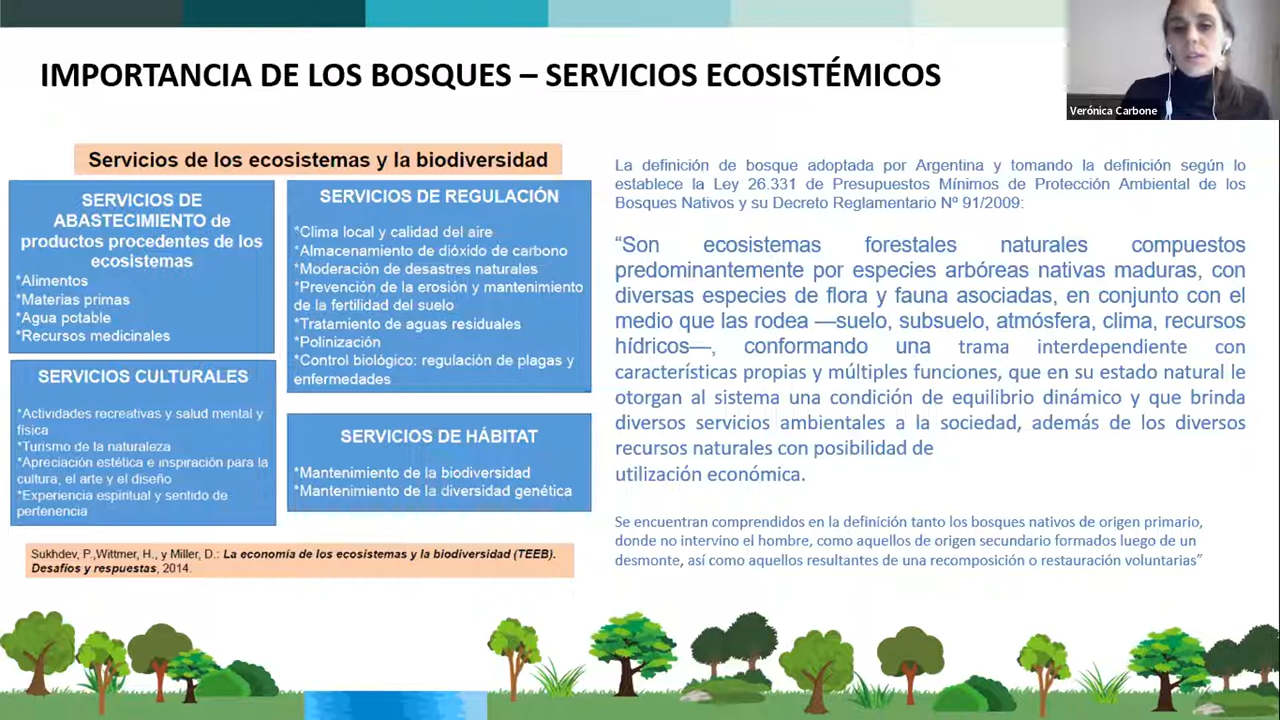 IMPORTANCIA DE LOS BOSQUES – SERVICIOS ECOSISTÉMICOS
Verónica Carbone
Servicios de los ecosistemas y la biodiversidad
SERVICIOS DE
ABASTECIMIENTO de
productos procedentes de los
ecosistemas
*Alimentos
*Materias primas
*Agua potable
*Recursos medicinales
SERVICIOS DE REGULACIÓN
*Clima local y calidad del aire
*Almacenamiento de dióxido de carbono
*Moderación de desastres naturales
*Prevención de la erosión y mantenimiento
de la fertilidad del suelo
*Tratamiento de aguas residuales
*Polinización
*Control biológico: regulación de plagas y
enfermedades
SERVICIOS CULTURALES
*Actividades recreativas y salud mental y
física
*Turismo de la naturaleza
*Apreciación estética e inspiración para la
cultura, el arte y el diseño
*Experiencia espiritual y sentido de
pertenencia
SERVICIOS DE HÁBITAT
*Mantenimiento de la biodiversidad
*Mantenimiento de la diversidad genética
Sukhdev, P.,Wittmer, H., y Miller, D.: La economía de los ecosistemas y la biodiversidad (TEEB).
Desafíos y respuestas, 2014.
La definición de bosque adoptada por Argentina y tomando la definición según lo
establece la Ley 26.331 de Presupuestos Mínimos de Protección Ambiental de los
Bosques Nativos y su Decreto Reglamentario Nº 91/2009:
“Son ecosistemas forestales naturales compuestos
predominantemente por especies arbóreas nativas maduras, con
diversas especies de flora y fauna asociadas, en conjunto con el
medio que las rodea —suelo, subsuelo, atmósfera, clima, recursos
hídricos—, conformando una trama interdependiente con
características propias y múltiples funciones, que en su estado natural le
otorgan al sistema una condición de equilibrio dinámico y que brinda
diversos servicios ambientales a la sociedad, además de los diversos
recursos naturales con posibilidad de
utilización económica.
Se encuentran comprendidos en la definición tanto los bosques nativos de origen primario,
donde no intervino el hombre, como aquellos de origen secundario formados luego de un
desmonte, así como aquellos resultantes de una recomposición o restauración voluntarias”